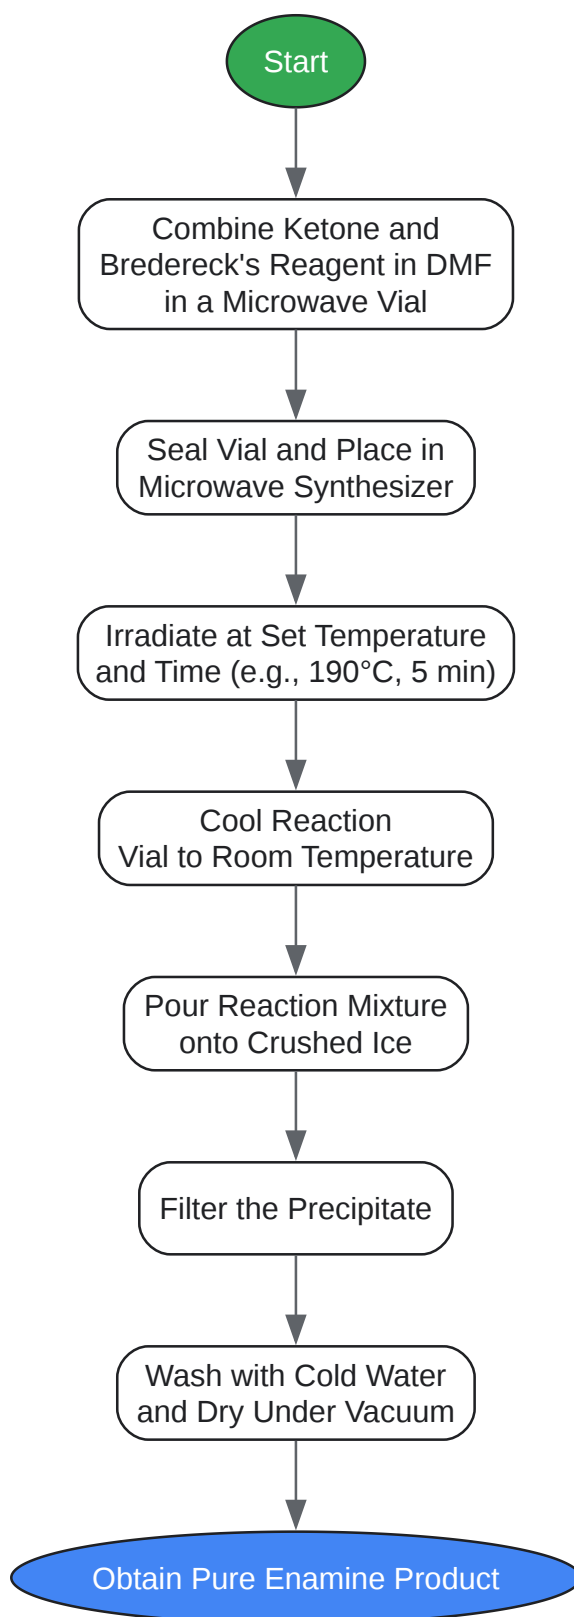 Start
Combine Ketone and
Bredereck's Reagent in DMF
in a Microwave Vial
Seal Vial and Place in
Microwave Synthesizer
Irradiate at Set Temperature
and Time (e.g., 190°C, 5 min)
Cool Reaction
Vial to Room Temperature
Pour Reaction Mixture
onto Crushed Ice
Filter the Precipitate
Wash with Cold Water
and Dry Under Vacuum
Obtain Pure Enamine Product